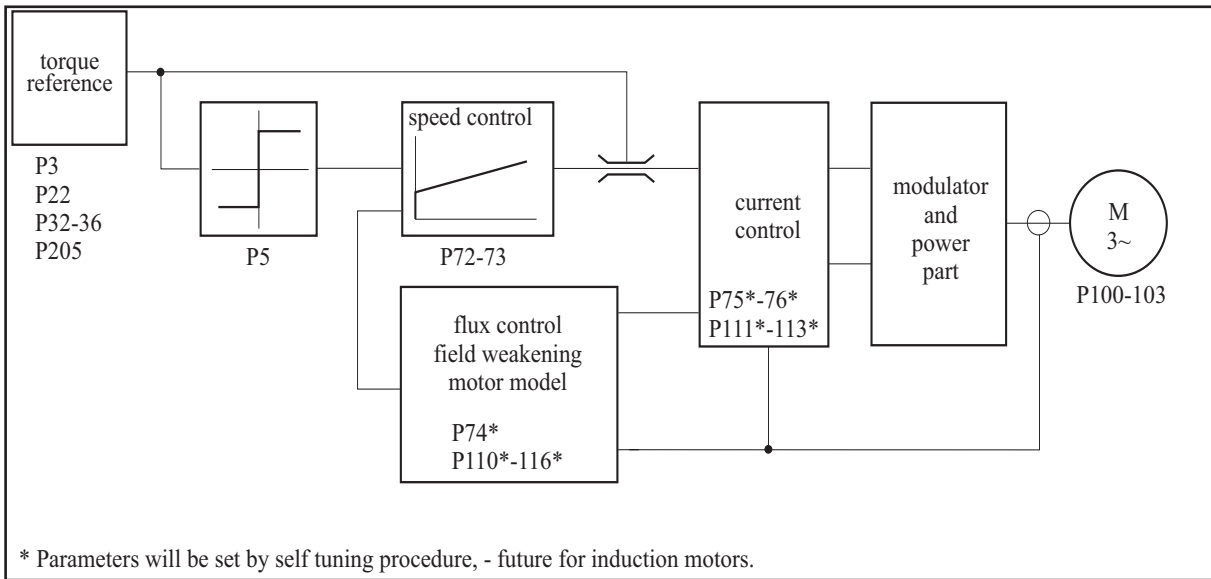 torque
reference
P3
P22
P32-36
P205
P5
speed control
P72-73
flux control
field weakening
motor model
P74*
P110*-116*
current
control
P75*-76*
P111*-113*
modulator
and
power
part
M
3~
P100-103
* Parameters will be set by self tuning procedure, - future for induction motors.